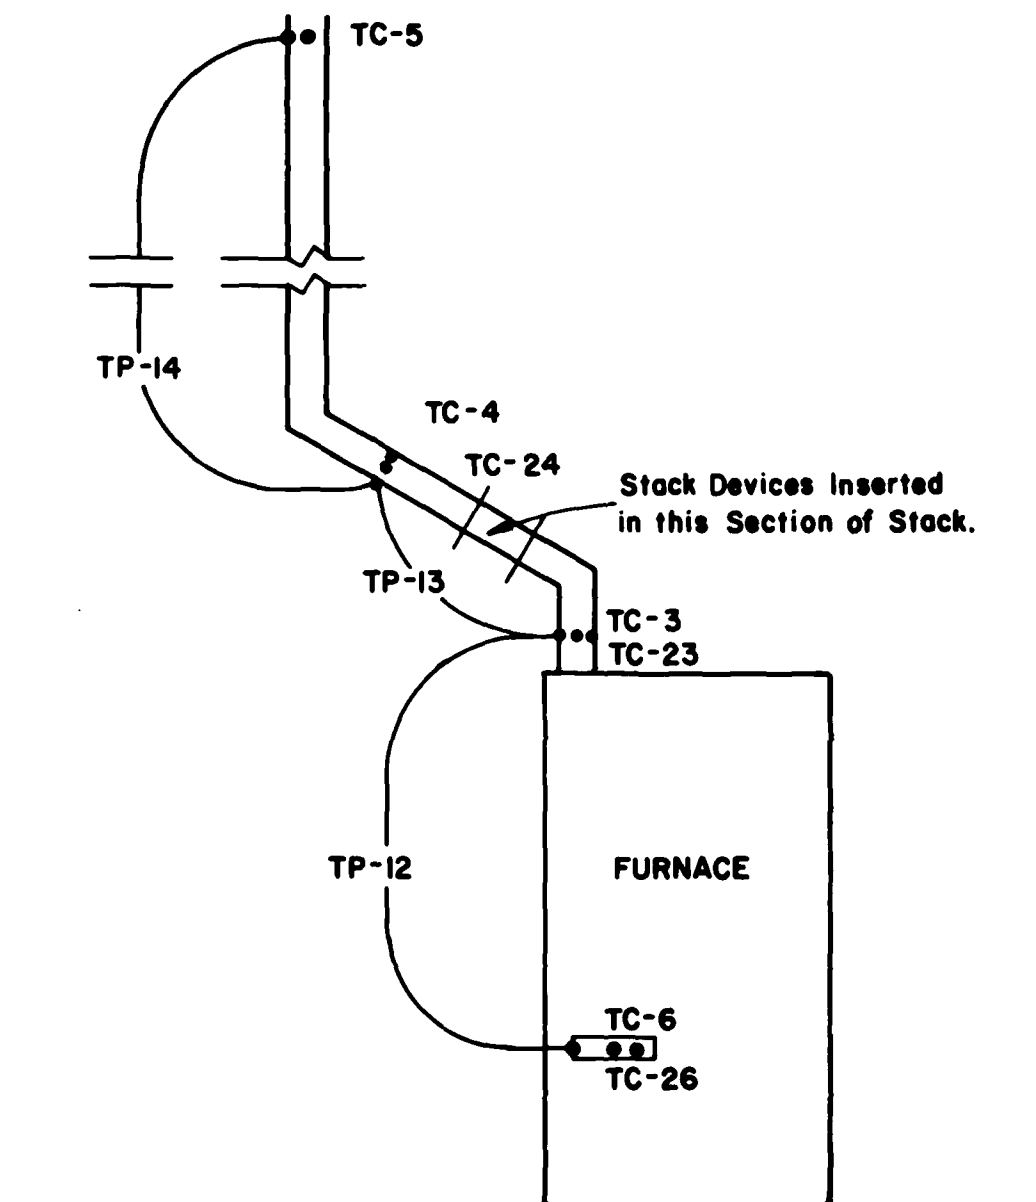 TC-5
TP-14
TC-4
TC-24
Stack Devices Inserted
in this Section of Stack.
TP-13
TC-3
TC-23
TP-12
FURNACE
TC-6
TC-26